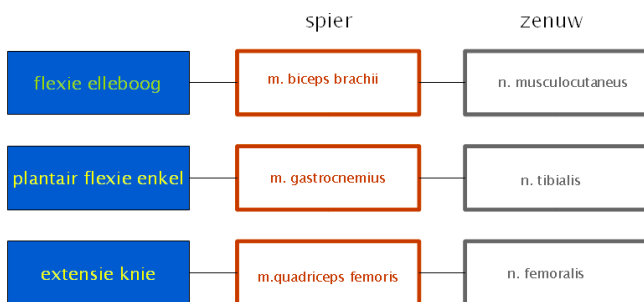 spier zenuw
flexie elleboog m. biceps brachii n. musculocutaneus
plantair flexie enkel m. gastrocnemius n. tibialis
extensie knie m.quadriceps femoris n. femoralis